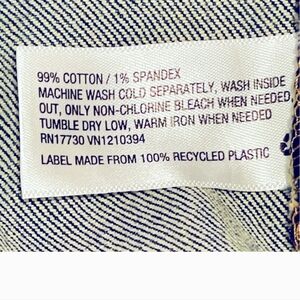 99% COTTON / 1% SPANDEX
MACHINE WASH COLD SEPARATELY, WASH INSIDE
OUT, ONLY NON-CHLORINE BLEACH WHEN NEEDED,
TUMBLE DRY LOW, WARM IRON WHEN NEEDED
RN17730 VN1210394
LABEL MADE FROM 100% RECYCLED PLASTIC